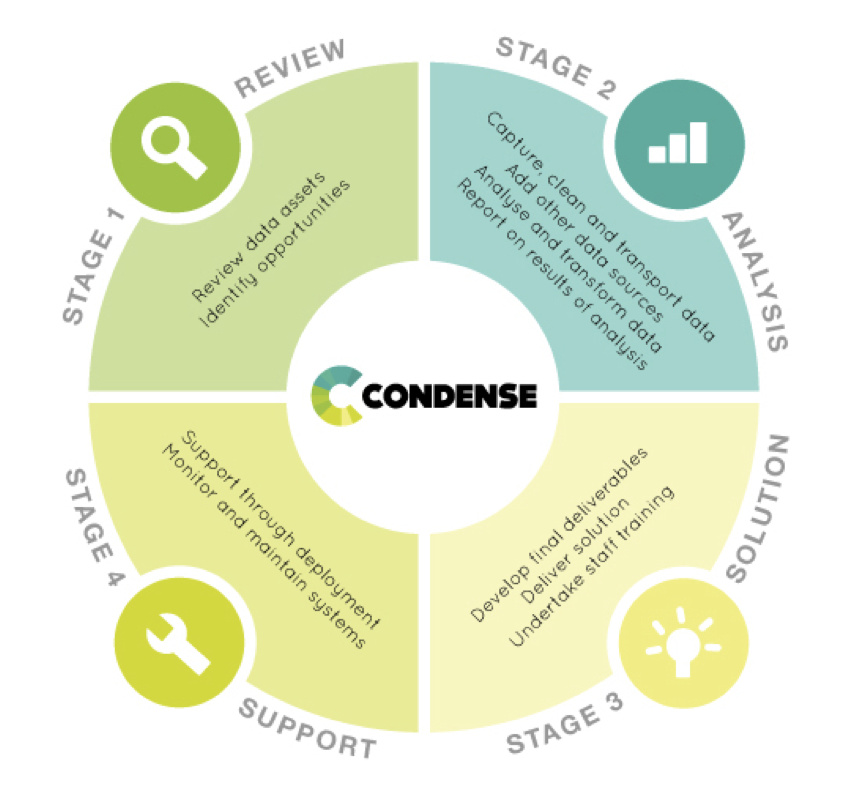 STAGE 1
REVIEW
Review data assets
Identify opportunities
STAGE 2
ANALYSIS
Capture, clean and transport data
Add other data sources
Analyse and transform data
Report on results of analysis
CONDENSE
SOLUTION
STAGE 3
Develop final deliverables
Deliver solution
Undertake staff training
STAGE 4
SUPPORT
Support through deployment
Monitor and maintain systems